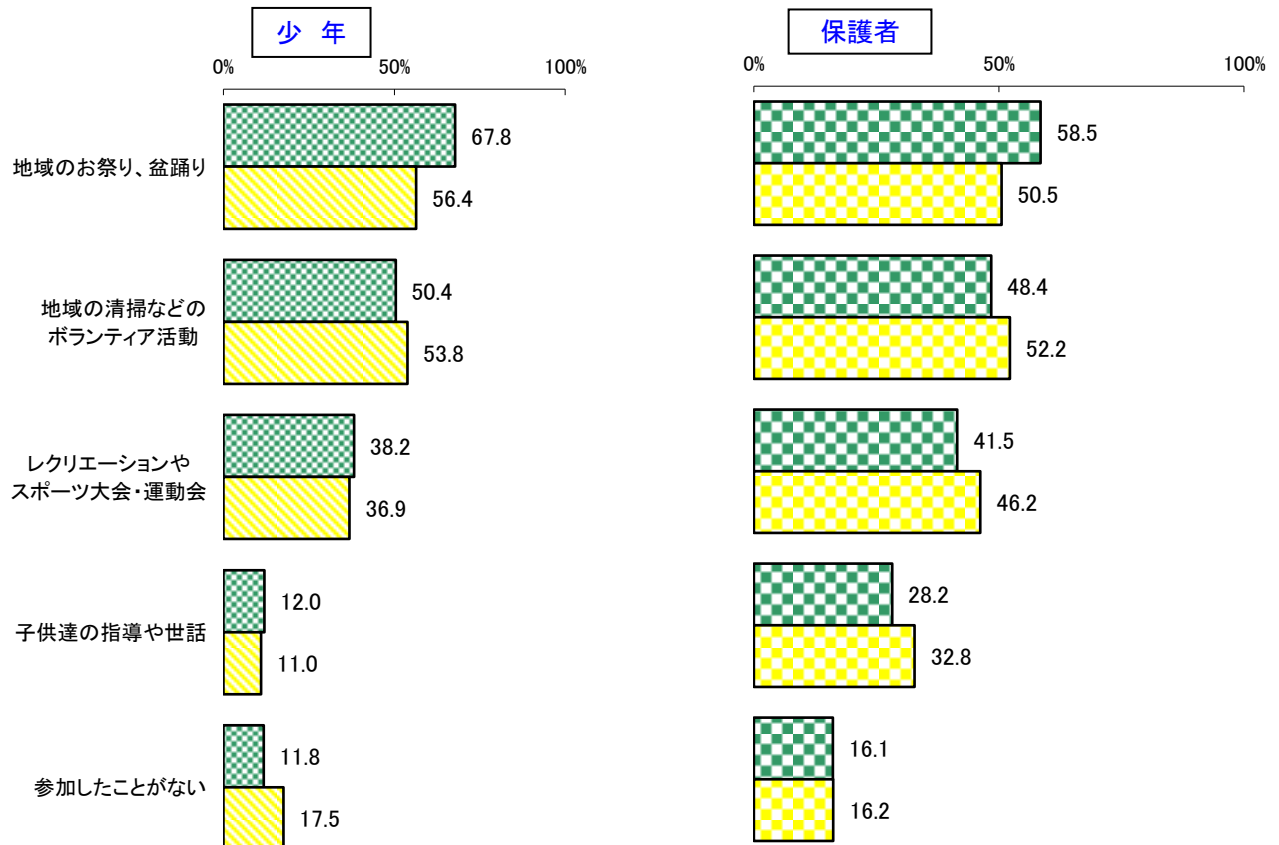 少 年
保護者
0% 50% 100%
0% 50% 100%
地域のお祭り、盆踊り
67.8
56.4
58.5
50.5
地域の清掃などの
ボランティア活動
50.4
53.8
48.4
52.2
レクリエーションや
スポーツ大会・運動会
38.2
36.9
41.5
46.2
子供達の指導や世話
12.0
11.0
28.2
32.8
参加したことがない
11.8
17.5
16.1
16.2